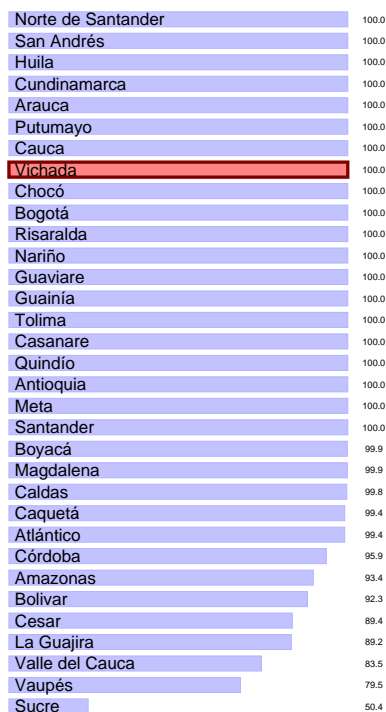 Norte de Santander 100.0
San Andrés 100.0
Huila 100.0
Cundinamarca 100.0
Arauca 100.0
Putumayo 100.0
Cauca 100.0
Vichada 100.0
Chocó 100.0
Bogotá 100.0
Risaralda 100.0
Nariño 100.0
Guaviare 100.0
Guainía 100.0
Tolima 100.0
Casanare 100.0
Quindío 100.0
Antioquia 100.0
Meta 100.0
Santander 100.0
Boyacá 99.9
Magdalena 99.9
Caldas 99.8
Caquetá 99.4
Atlántico 99.4
Córdoba 95.9
Amazonas 93.4
Bolivar 92.3
Cesar 89.4
La Guajira 89.2
Valle del Cauca 83.5
Vaupés 79.5
Sucre 50.4